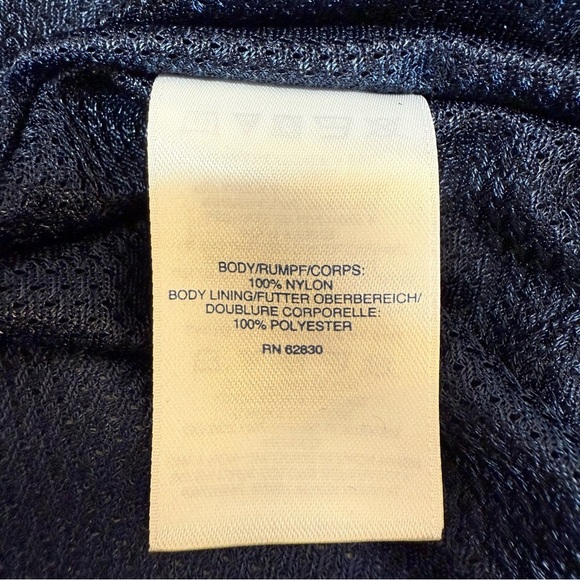 BODY/RUMPF/CORPS:
100% NYLON
BODY LINING/FUTTER OBERBEREICH/
DOUBLURE CORPORELLE:
100% POLYESTER
RN 62830